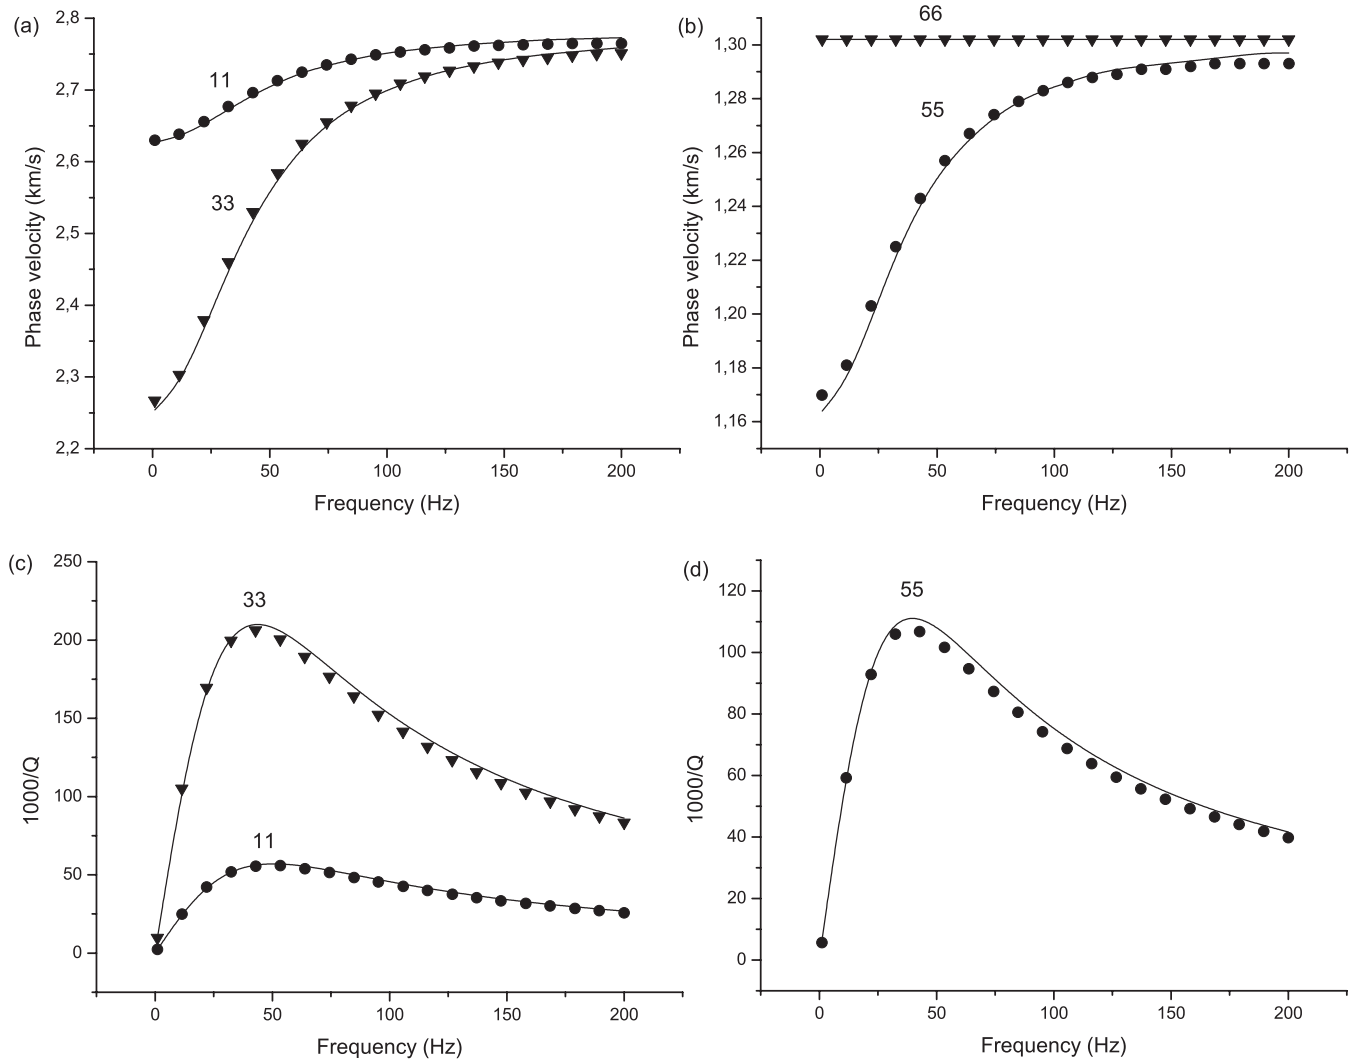 (a)
2,8
2,7
2,6
2,5
2,4
2,3
2,2
Phase velocity (km/s)
11
33
0 50 100 150 200
Frequency (Hz)
(b)
66
1,30
1,28
1,26
1,24
1,22
1,20
1,18
1,16
Phase velocity (km/s)
55
0 50 100 150 200
Frequency (Hz)
(c)
250
200
150
100
50
0
1000/Q
33
11
0 50 100 150 200
Frequency (Hz)
(d)
120
100
80
60
40
20
0
1000/Q
55
0 50 100 150 200
Frequency (Hz)